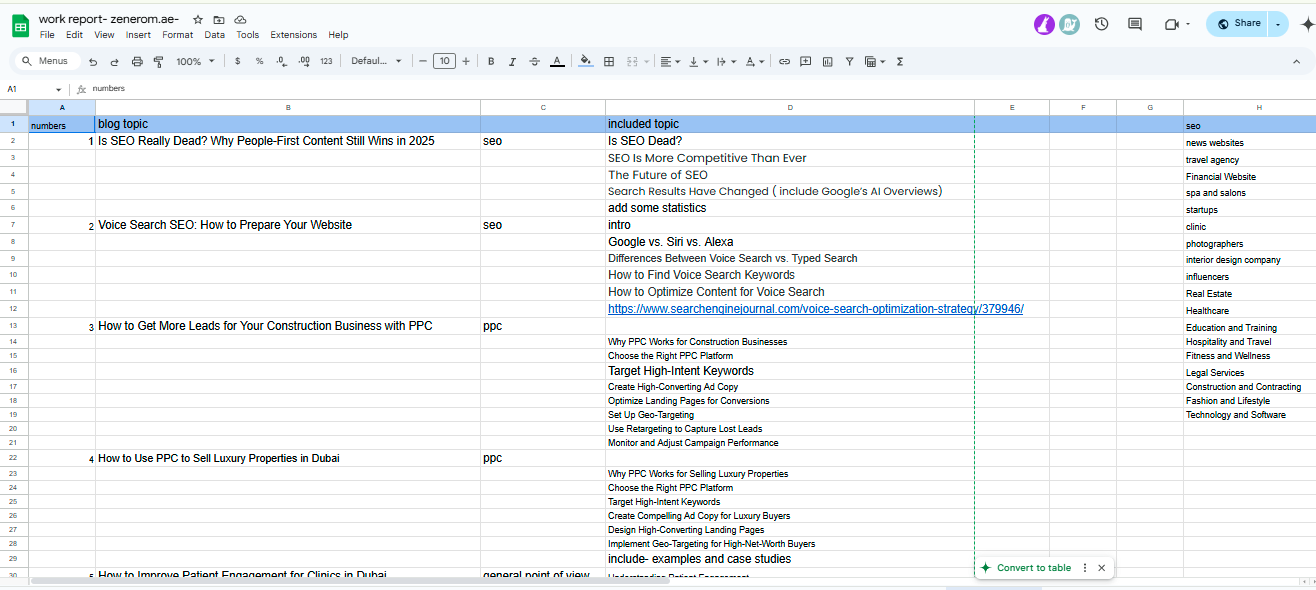 work report- zenerom.ae-
File Edit View Insert Format Data Tools Extensions Help
Share
Menus 100% $ % .0 .00 123 Defaul... − 10 + B I A A Σ
A1 fx numbers
A B C D E F G H
1 numbers blog topic included topic seo
2 1 Is SEO Really Dead? Why People-First Content Still Wins in 2025 seo Is SEO Dead? news websites
3 SEO Is More Competitive Than Ever travel agency
4 The Future of SEO Financial Website
5 Search Results Have Changed ( include Google's AI Overviews) spa and salons
6 add some statistics startups
7 2 Voice Search SEO: How to Prepare Your Website seo intro clinic
8 Google vs. Siri vs. Alexa photographers
9 Differences Between Voice Search vs. Typed Search interior design company
10 How to Find Voice Search Keywords influencers
11 How to Optimize Content for Voice Search Real Estate
12 https://www.searchenginejournal.com/voice-search-optimization-strategy/379946/ Healthcare
13 3 How to Get More Leads for Your Construction Business with PPC ppc Education and Training
14 Why PPC Works for Construction Businesses Hospitality and Travel
15 Choose the Right PPC Platform Fitness and Wellness
16 Target High-Intent Keywords Legal Services
17 Create High-Converting Ad Copy Construction and Contracting
18 Optimize Landing Pages for Conversions Fashion and Lifestyle
19 Set Up Geo-Targeting Technology and Software
20 Use Retargeting to Capture Lost Leads
21 Monitor and Adjust Campaign Performance
22 4 How to Use PPC to Sell Luxury Properties in Dubai ppc
23 Why PPC Works for Selling Luxury Properties
24 Choose the Right PPC Platform
25 Target High-Intent Keywords
26 Create Compelling Ad Copy for Luxury Buyers
27 Design High-Converting Landing Pages
28 Implement Geo-Targeting for High-Net-Worth Buyers
29 include- examples and case studies
30 5 How to Improve Patient Engagement for Clinics in Dubai general point of view Understanding Patient Engagement
Convert to table